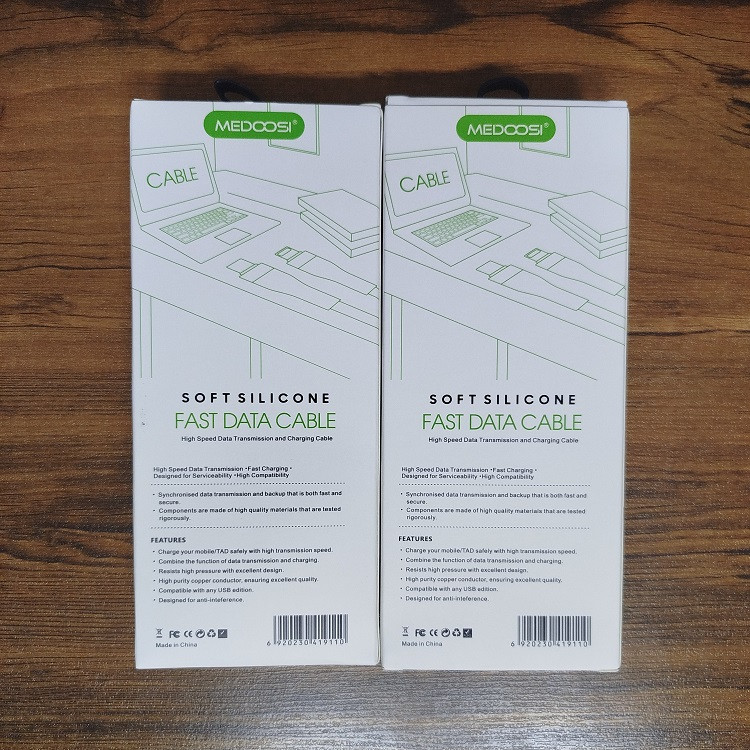 MEDOOSI®
CABLE
SOFT SILICONE
FAST DATA CABLE
High Speed Data Transmission and Charging Cable
High Speed Data Transmission •Fast Charging •
Designed for Serviceability •High Compatibility
• Synchronised data transmission and backup that is both fast and
secure.
• Components are made of high quality materials that are tested
rigorously.
FEATURES
• Charge your mobile/TAD safely with high transmission speed.
• Combine the function of data transmission and charging.
• Resists high pressure with excellent design.
• High purity copper conductor, ensuring excellent quality.
• Compatible with any USB edition.
• Designed for anti-inteference.
FC CE
Made in China
6 920230 419110
MEDOOSI®
CABLE
SOFT SILICONE
FAST DATA CABLE
High Speed Data Transmission and Charging Cable
High Speed Data Transmission •Fast Charging •
Designed for Serviceability •High Compatibility
• Synchronised data transmission and backup that is both fast and
secure.
• Components are made of high quality materials that are tested
rigorously.
FEATURES
• Charge your mobile/TAD safely with high transmission speed.
• Combine the function of data transmission and charging.
• Resists high pressure with excellent design.
• High purity copper conductor, ensuring excellent quality.
• Compatible with any USB edition.
• Designed for anti-inteference.
FC CE
Made in China
6 920230 419110